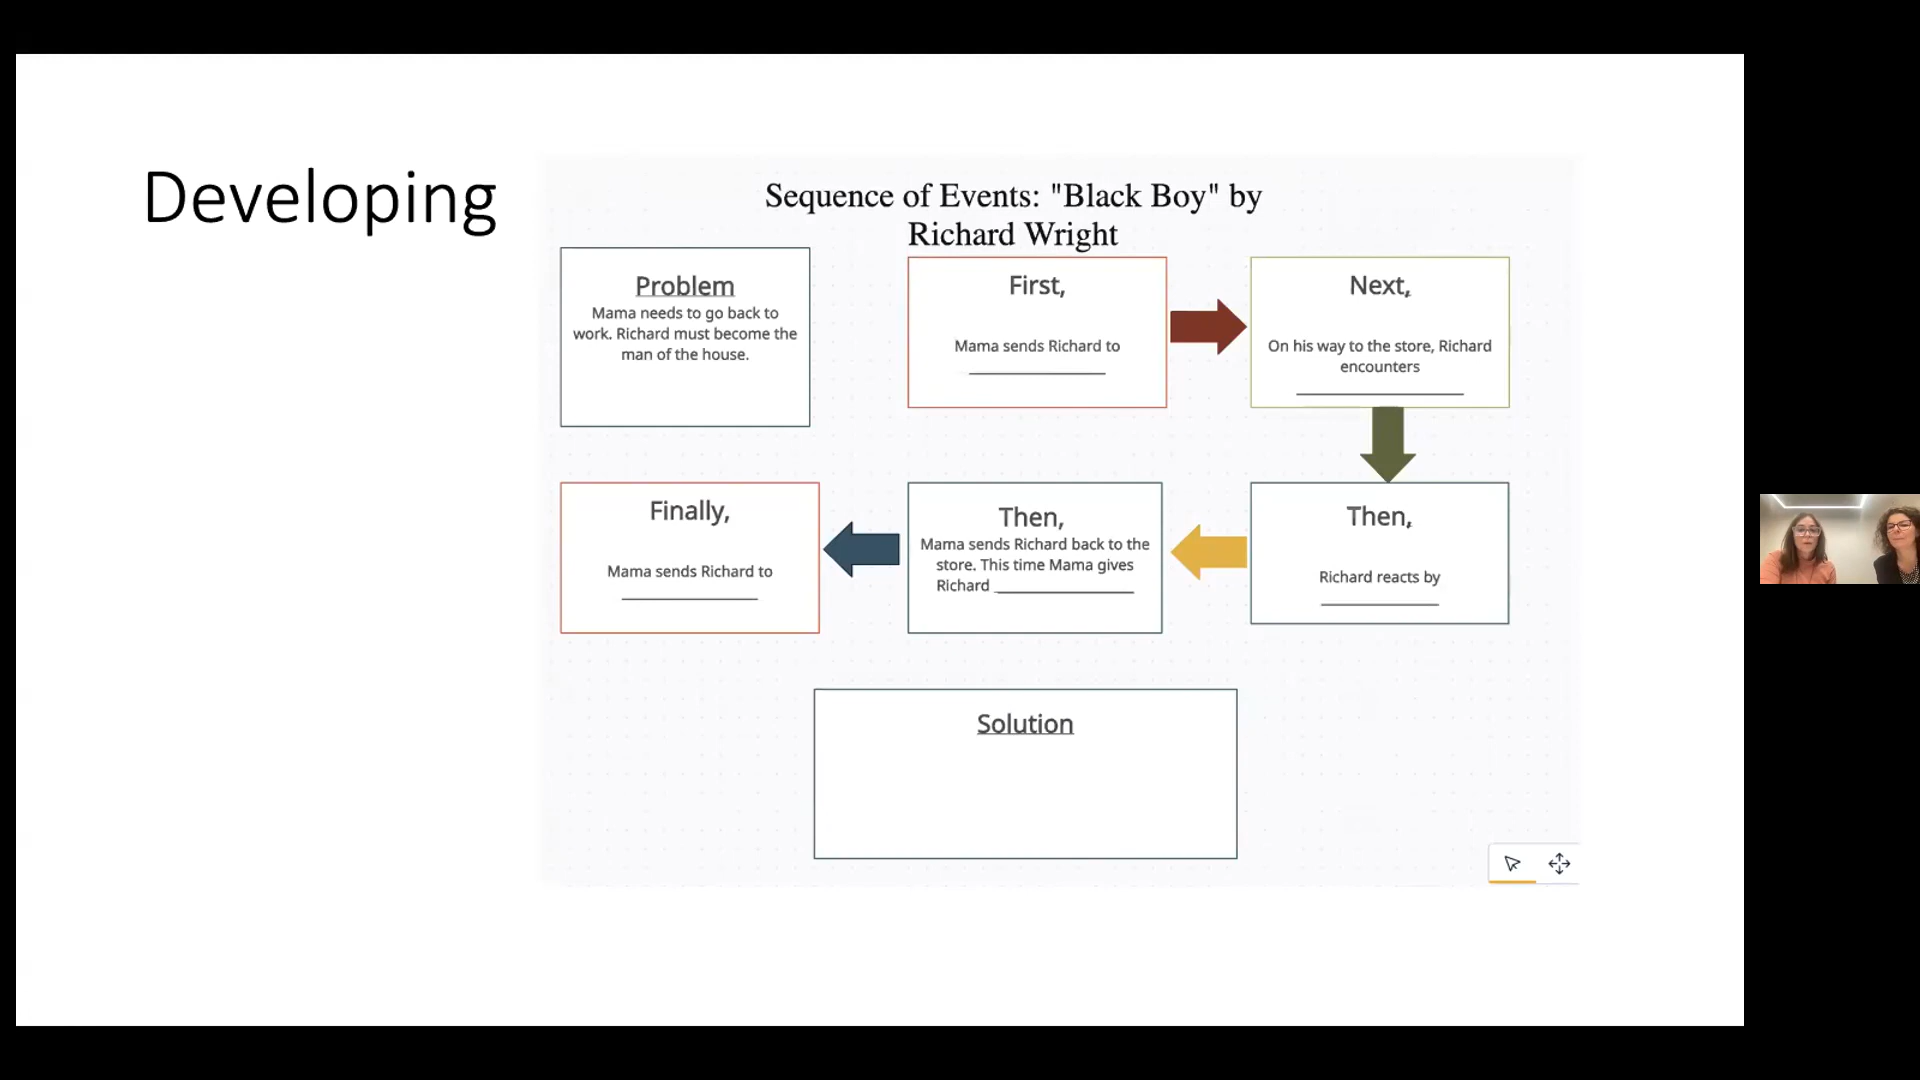 Developing
Sequence of Events: "Black Boy" by
Richard Wright
Problem
Mama needs to go back to
work. Richard must become the
man of the house.
First,
Mama sends Richard to
Next,
On his way to the store, Richard
encounters
Then,
Richard reacts by
Then,
Mama sends Richard back to the
store. This time Mama gives
Richard
Finally,
Mama sends Richard to
Solution